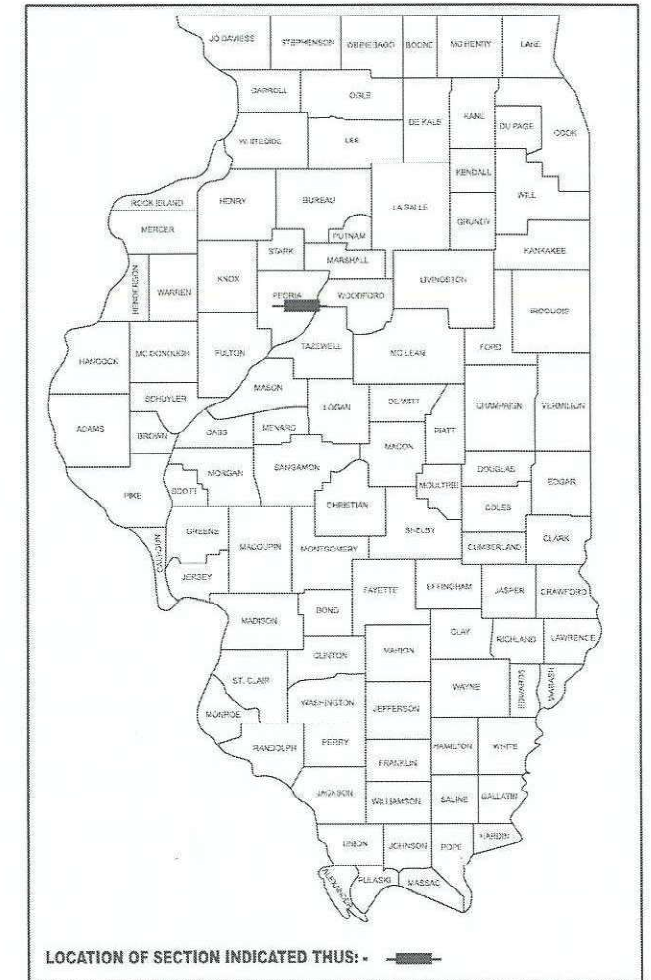 JO DAVIESS STEPHENSON WINNEBAGO BOONE MC HENRY LAKE
CARROLL OGLE
DE KALB KANE DU PAGE COOK
WHITESIDE LEE
KENDALL WILL
ROCK ISLAND HENRY BUREAU LA SALLE GRUNDY
MERCER PUTNAM
STARK MARSHALL KANKAKEE
HENDERSON WARREN KNOX PEORIA WOODFORD LIVINGSTON IROQUOIS
HANCOCK MC DONOUGH FULTON TAZEWELL MC LEAN FORD
SCHUYLER MASON LOGAN DE WITT CHAMPAIGN VERMILION
ADAMS BROWN CASS MENARD MACON PIATT
PIKE SCOTT MORGAN SANGAMON DOUGLAS EDGAR
CHRISTIAN MOULTRIE COLES
CALHOUN GREENE MACOUPIN MONTGOMERY SHELBY CUMBERLAND CLARK
JERSEY FAYETTE EFFINGHAM JASPER CRAWFORD
MADISON BOND CLAY RICHLAND LAWRENCE
CLINTON MARION
ST. CLAIR WAYNE EDWARDS WABASH
MONROE WASHINGTON JEFFERSON
RANDOLPH PERRY HAMILTON WHITE
FRANKLIN
JACKSON WILLIAMSON SALINE GALLATIN
UNION JOHNSON POPE HARDIN
ALEXANDER PULASKI MASSAC
LOCATION OF SECTION INDICATED THUS: -